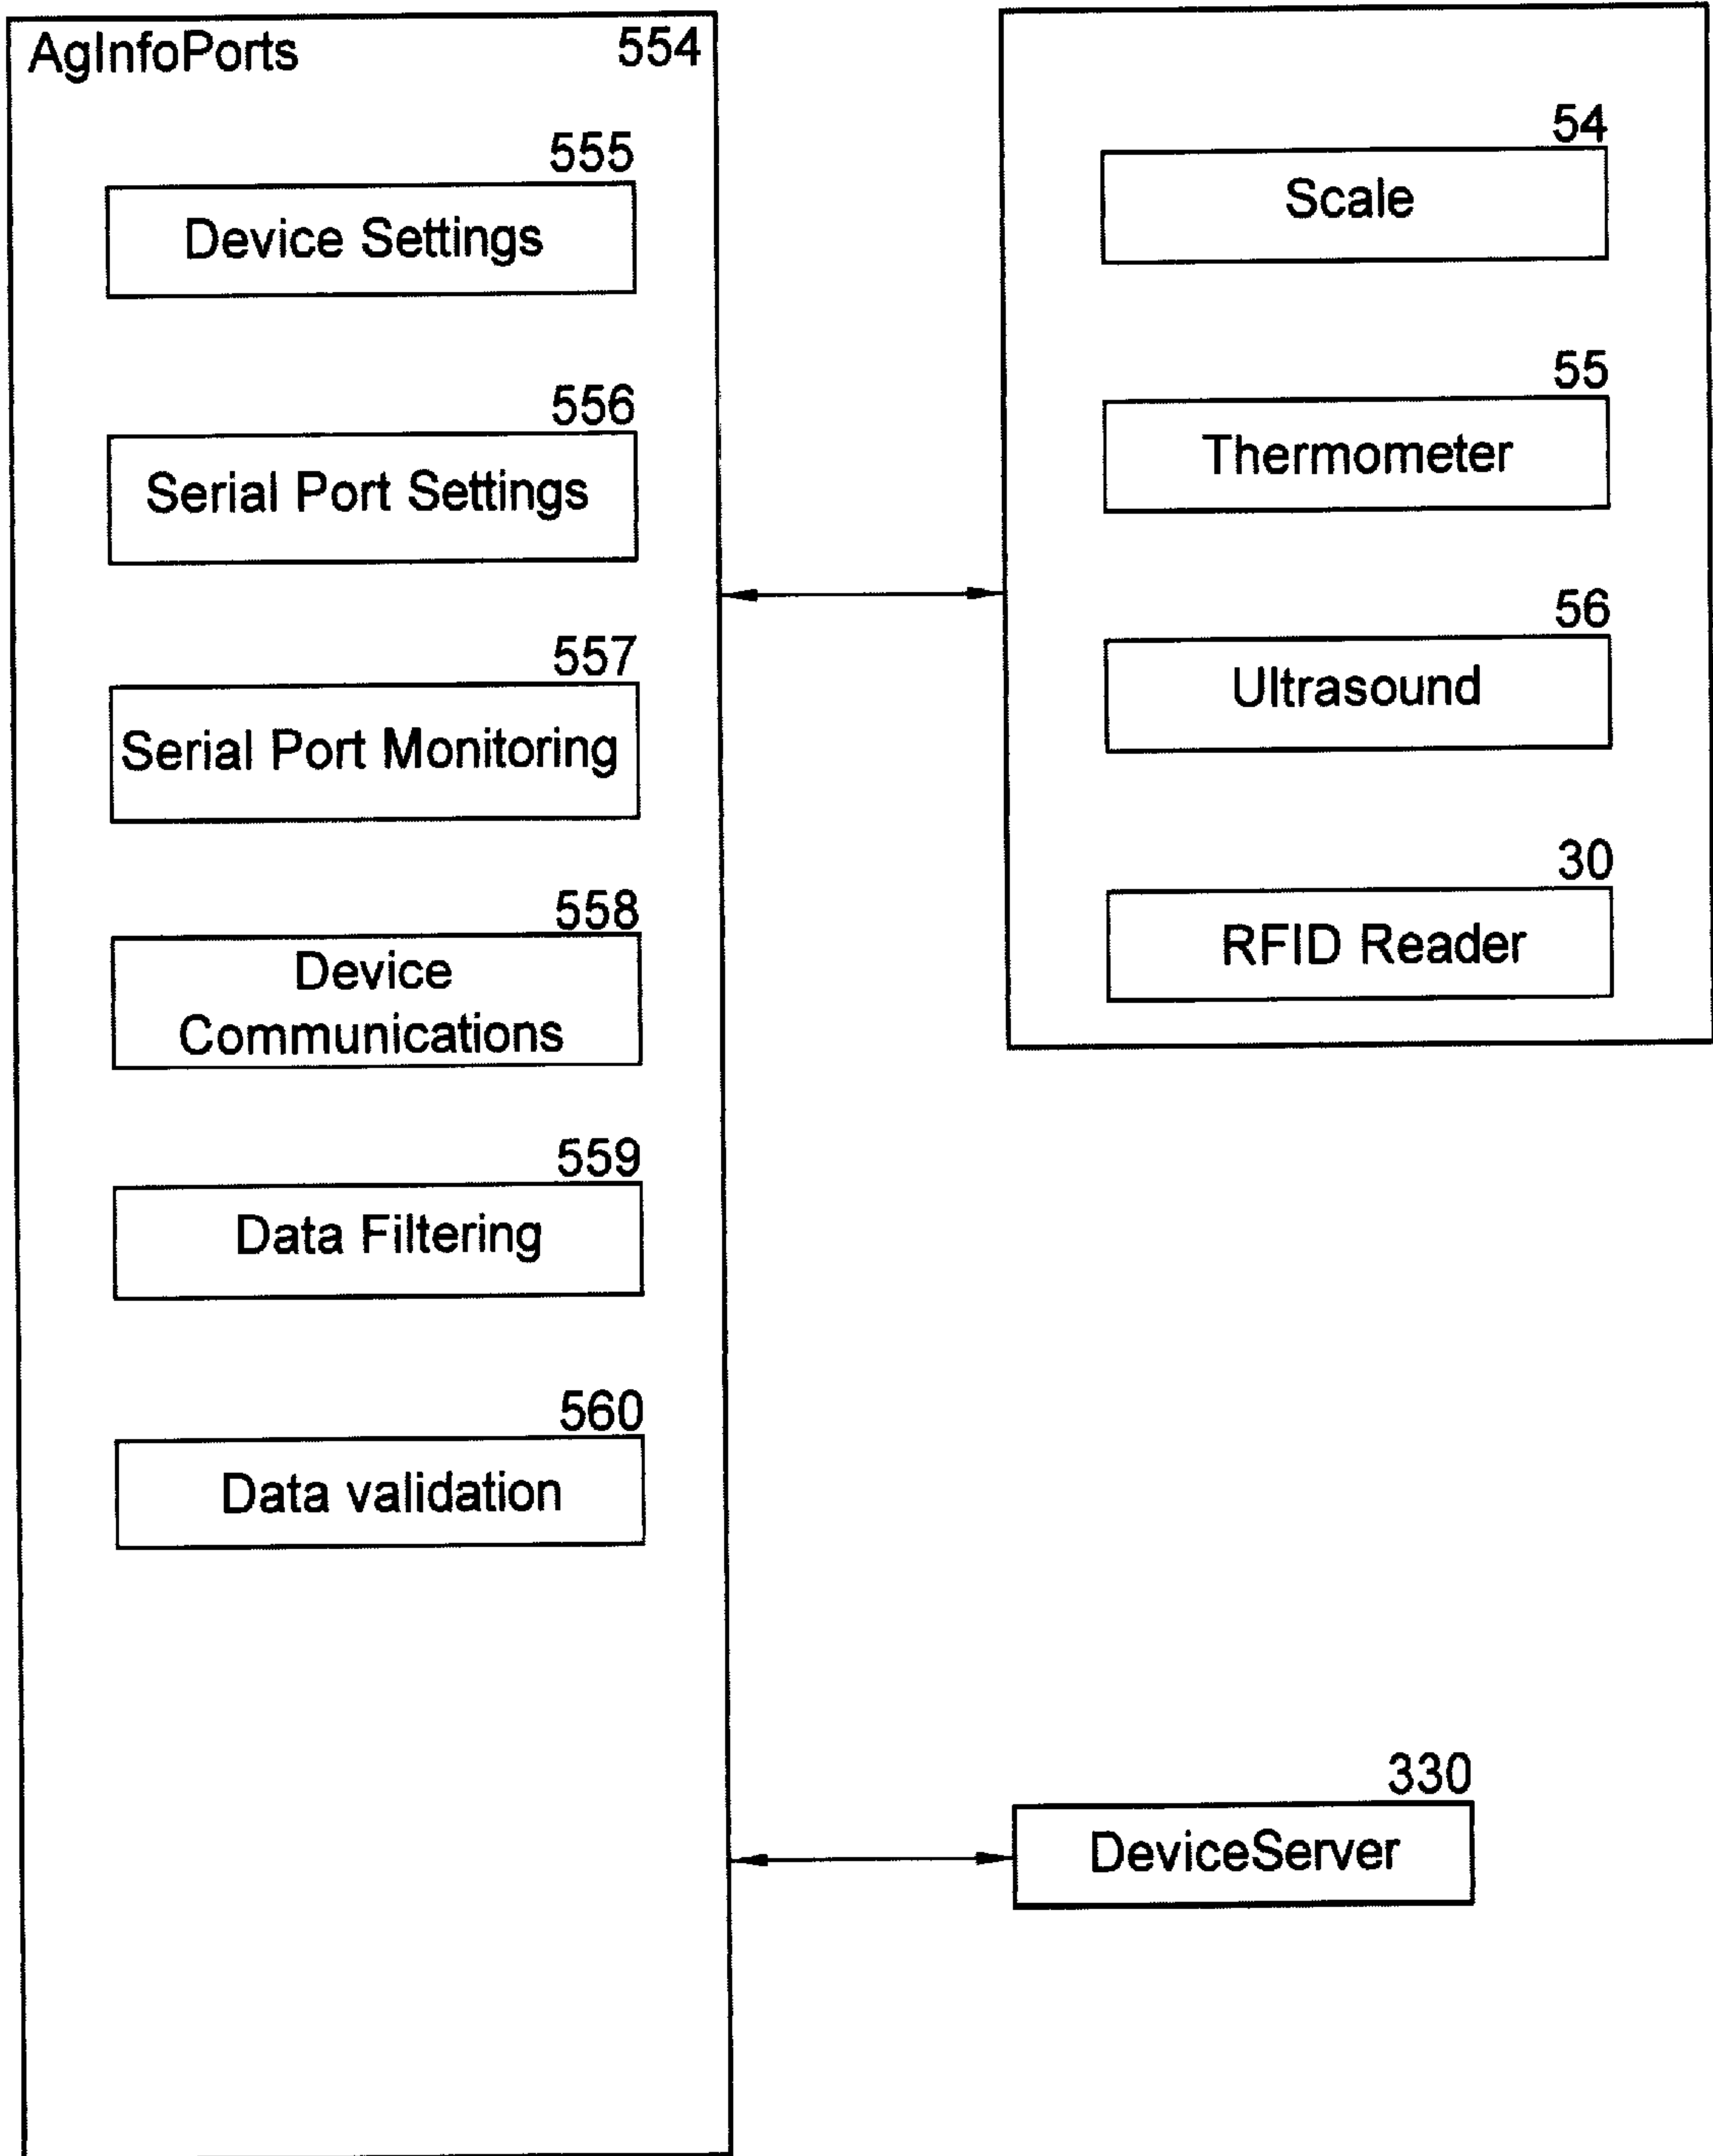 AgInfoPorts 554
555
Device Settings
556
Serial Port Settings
557
Serial Port Monitoring
558
Device
Communications
559
Data Filtering
560
Data validation
54
Scale
55
Thermometer
56
Ultrasound
30
RFID Reader
330
DeviceServer